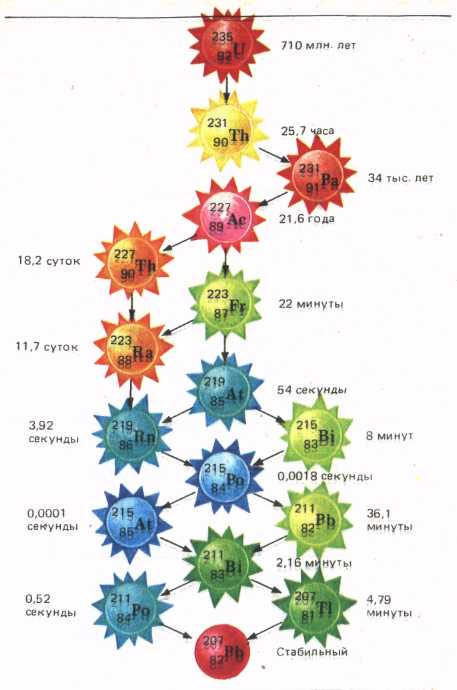 235
92 U
710 млн. лет
231
90 Th
25,7 часа
231
91 Pa
34 тыс. лет
227
89 Ac
21,6 года
227
90 Th
18,2 суток
223
87 Fr
22 минуты
223
88 Ra
11,7 суток
219
85 At
54 секунды
219
86 Rn
3,92
секунды
215
83 Bi
8 минут
215
84 Po
0,0018 секунды
215
85 At
0,0001
секунды
211
82 Pb
36,1
минуты
211
83 Bi
2,16 минуты
211
84 Po
0,52
секунды
207
81 Tl
4,79
минуты
207
82 Pb
Стабильный